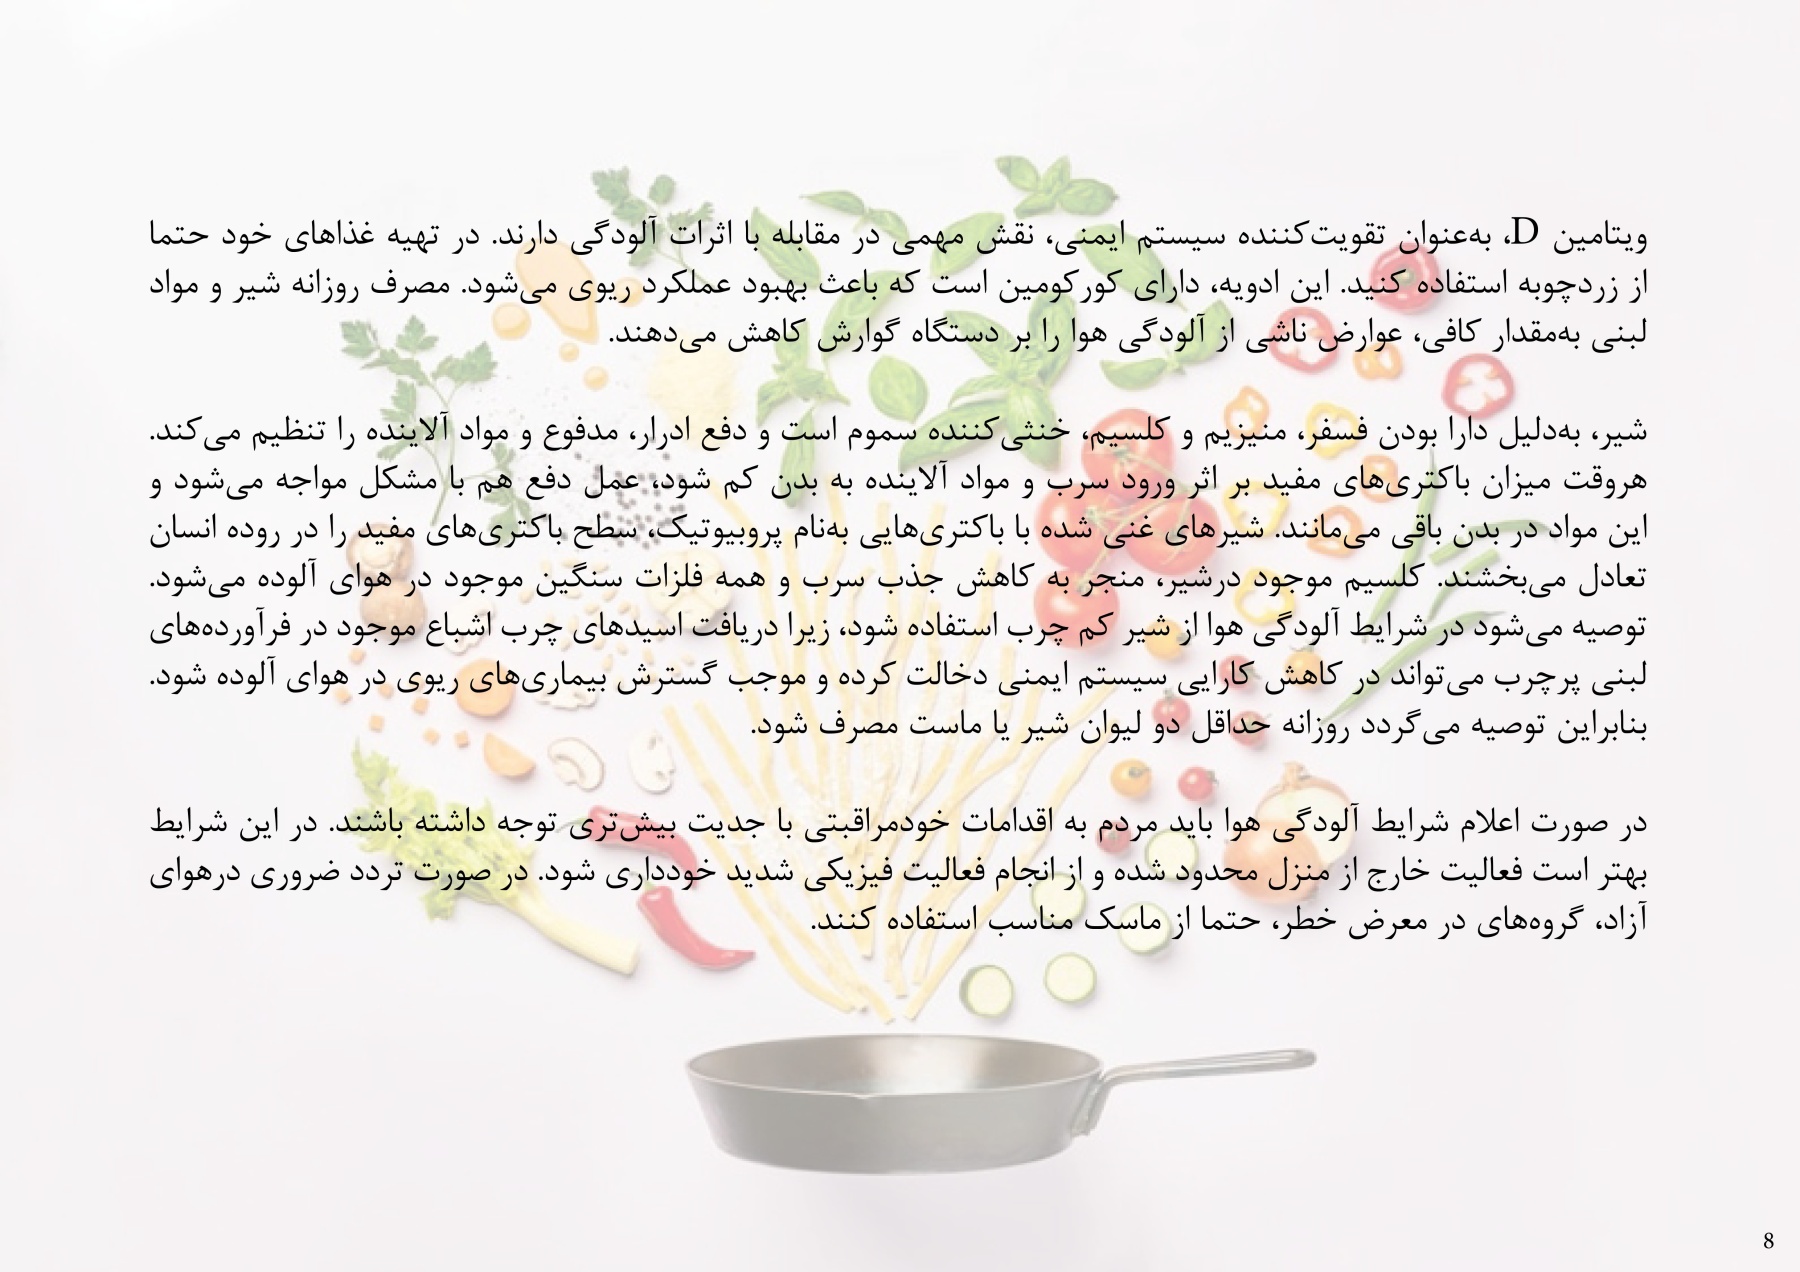 ویتامین D، به‌عنوان تقویت‌کننده سیستم ایمنی، نقش مهمی در مقابله با اثرات آلودگی دارند. در تهیه غذاهای خود حتما
از زردچوبه استفاده کنید. این ادویه، دارای کورکومین است که باعث بهبود عملکرد ریوی می‌شود. مصرف روزانه شیر و مواد
لبنی به‌مقدار کافی، عوارض ناشی از آلودگی هوا را بر دستگاه گوارش کاهش می‌دهند.
شیر، به‌دلیل دارا بودن فسفر، منیزیم و کلسیم، خنثی‌کننده سموم است و دفع ادرار، مدفوع و مواد آلاینده را تنظیم می‌کند.
هروقت میزان باکتری‌های مفید بر اثر ورود سرب و مواد آلاینده به بدن کم شود، عمل دفع هم با مشکل مواجه می‌شود و
این مواد در بدن باقی می‌مانند. شیرهای غنی شده با باکتری‌هایی به‌نام پروبیوتیک، سطح باکتری‌های مفید را در روده انسان
تعادل می‌بخشند. کلسیم موجود درشیر، منجر به کاهش جذب سرب و همه فلزات سنگین موجود در هوای آلوده می‌شود.
توصیه می‌شود در شرایط آلودگی هوا از شیر کم چرب استفاده شود، زیرا دریافت اسیدهای چرب اشباع موجود در فرآورده‌های
لبنی پرچرب می‌تواند در کاهش کارایی سیستم ایمنی دخالت کرده و موجب گسترش بیماری‌های ریوی در هوای آلوده شود.
بنابراین توصیه می‌گردد روزانه حداقل دو لیوان شیر یا ماست مصرف شود.
در صورت اعلام شرایط آلودگی هوا باید مردم به اقدامات خودمراقبتی با جدیت بیش‌تری توجه داشته باشند. در این شرایط
بهتر است فعالیت خارج از منزل محدود شده و از انجام فعالیت فیزیکی شدید خودداری شود. در صورت تردد ضروری درهوای
آزاد، گروه‌های در معرض خطر، حتما از ماسک مناسب استفاده کنند.
8